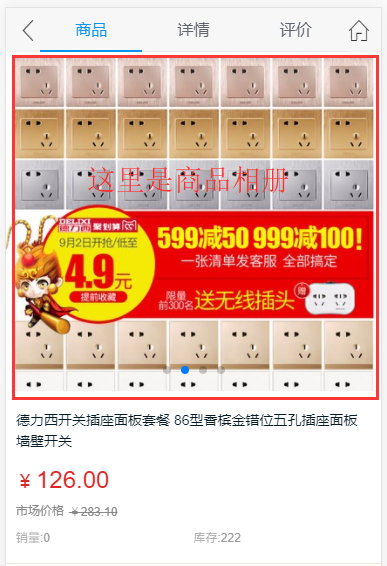 商品 详情 评价
这里是商品相册
DELIXI
德力西 聚划算
9月2日开抢/低至
4.9元
提前收藏
599减50 999减100!
一张清单发客服 全部搞定
限量
前300名 送无线插头 赠
德力西开关插座面板套餐 86型香槟金错位五孔插座面板
墙壁开关
¥ 126.00
市场价格 ¥ 283.10
销量:0 库存:222